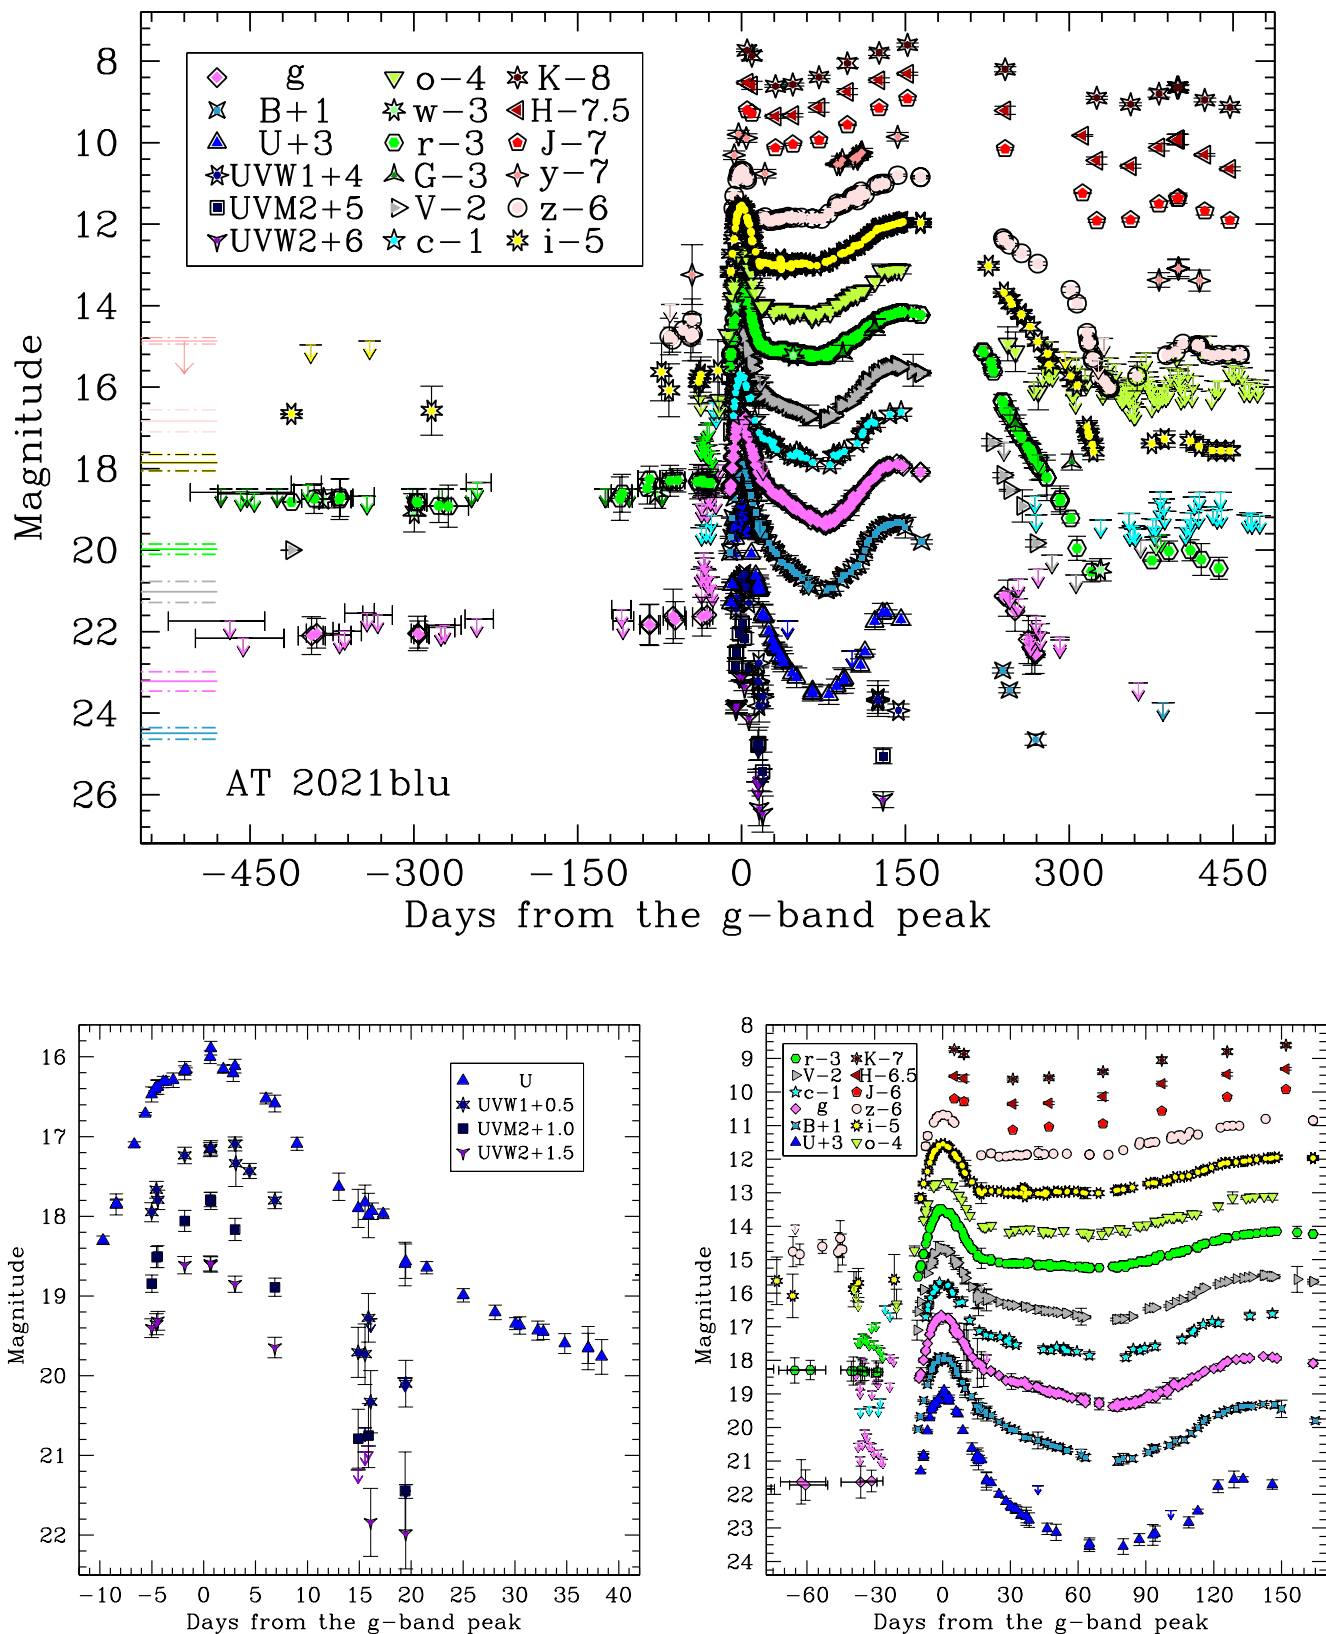 8
10
12
14
16
18
20
22
24
26
Magnitude
g o−4 K−8
B+1 w−3 H−7.5
U+3 r−3 J−7
UVW1+4 G−3 y−7
UVM2+5 V−2 z−6
UVW2+6 c−1 i−5
AT 2021blu
−450 −300 −150 0 150 300 450
Days from the g−band peak
16
17
18
19
20
21
22
Magnitude
U
UVW1+0.5
UVM2+1.0
UVW2+1.5
−10 −5 0 5 10 15 20 25 30 35 40
Days from the g−band peak
8
9
10
11
12
13
14
15
16
17
18
19
20
21
22
23
24
Magnitude
r−3 K−7
V−2 H−6.5
c−1 J−6
g z−6
B+1 i−5
U+3 o−4
−60 −30 0 30 60 90 120 150
Days from the g−band peak